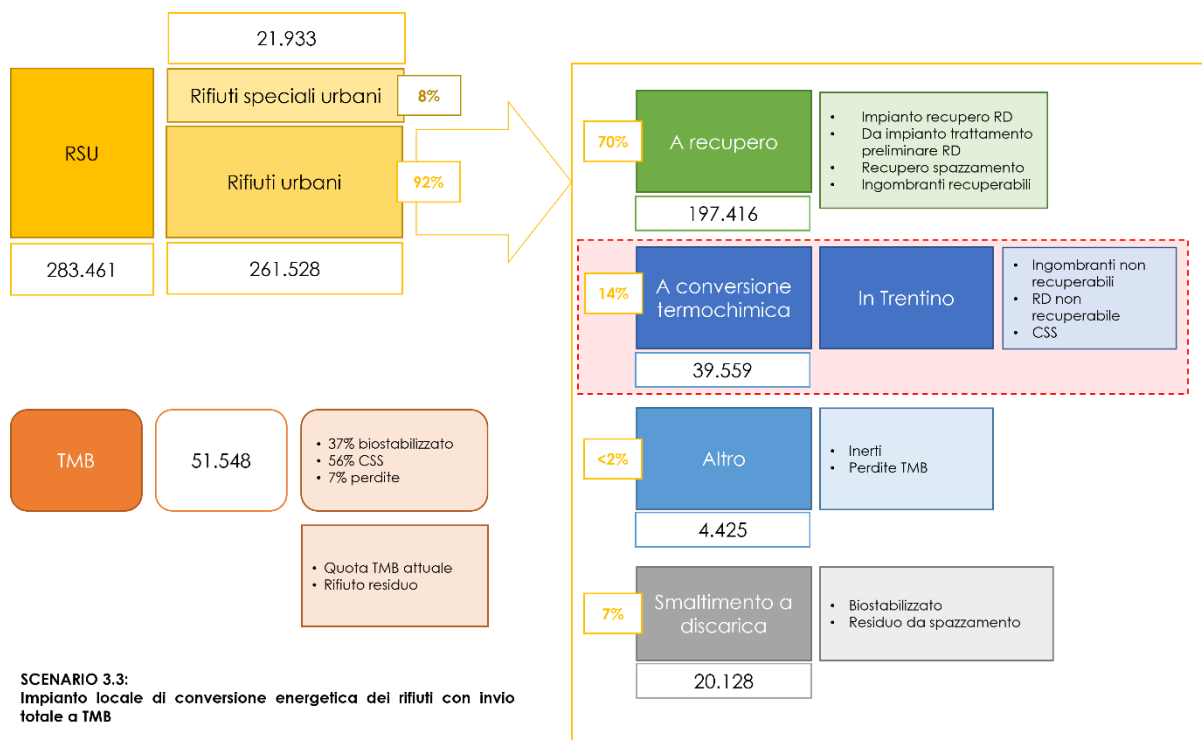 21.933
Rifiuti speciali urbani
8%
RSU
Rifiuti urbani
92%
283.461
261.528
70%
A recupero
197.416
• Impianto recupero RD
• Da impianto trattamento
preliminare RD
• Recupero spazzamento
• Ingombranti recuperabili
14%
A conversione
termochimica
39.559
In Trentino
• Ingombranti non
recuperabili
• RD non
recuperabile
• CSS
TMB
51.548
• 37% biostabilizzato
• 56% CSS
• 7% perdite
• Quota TMB attuale
• Rifiuto residuo
<2%
Altro
4.425
• Inerti
• Perdite TMB
7%
Smaltimento a
discarica
20.128
• Biostabilizzato
• Residuo da spazzamento
SCENARIO 3.3:
Impianto locale di conversione energetica dei rifiuti con invio
totale a TMB